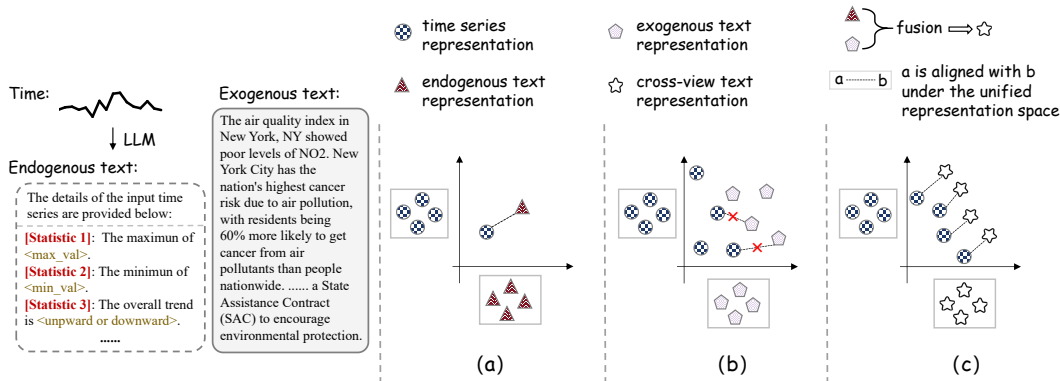 Time:
LLM
Endogenous text:
The details of the input time
series are provided below:
[Statistic 1]: The maximun of
<max_val>.
[Statistic 2]: The minimun of
<min_val>.
[Statistic 3]: The overall trend
is <unpward or downward>.
......
Exogenous text:
The air quality index in
New York, NY showed
poor levels of NO2. New
York City has the
nation's highest cancer
risk due to air pollution,
with residents being
60% more likely to get
cancer from air
pollutants than people
nationwide. ...... a State
Assistance Contract
(SAC) to encourage
environmental protection.
time series
representation
endogenous text
representation
exogenous text
representation
cross-view text
representation
fusion
a b
a is aligned with b
under the unified
representation space
(a)
(b)
(c)